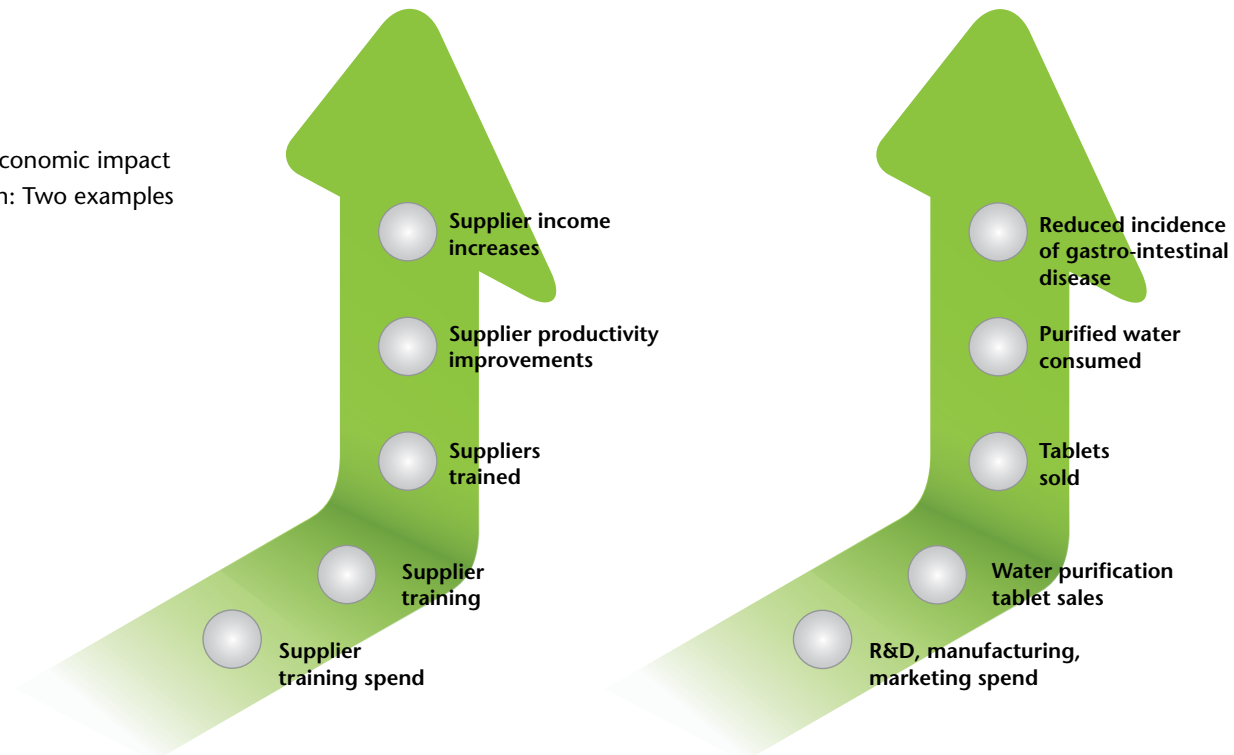 conomic impact
n: Two examples
Supplier income
increases
Supplier productivity
improvements
Suppliers
trained
Supplier
training
Supplier
training spend
Reduced incidence
of gastro-intestinal
disease
Purified water
consumed
Tablets
sold
Water purification
tablet sales
R&D, manufacturing,
marketing spend